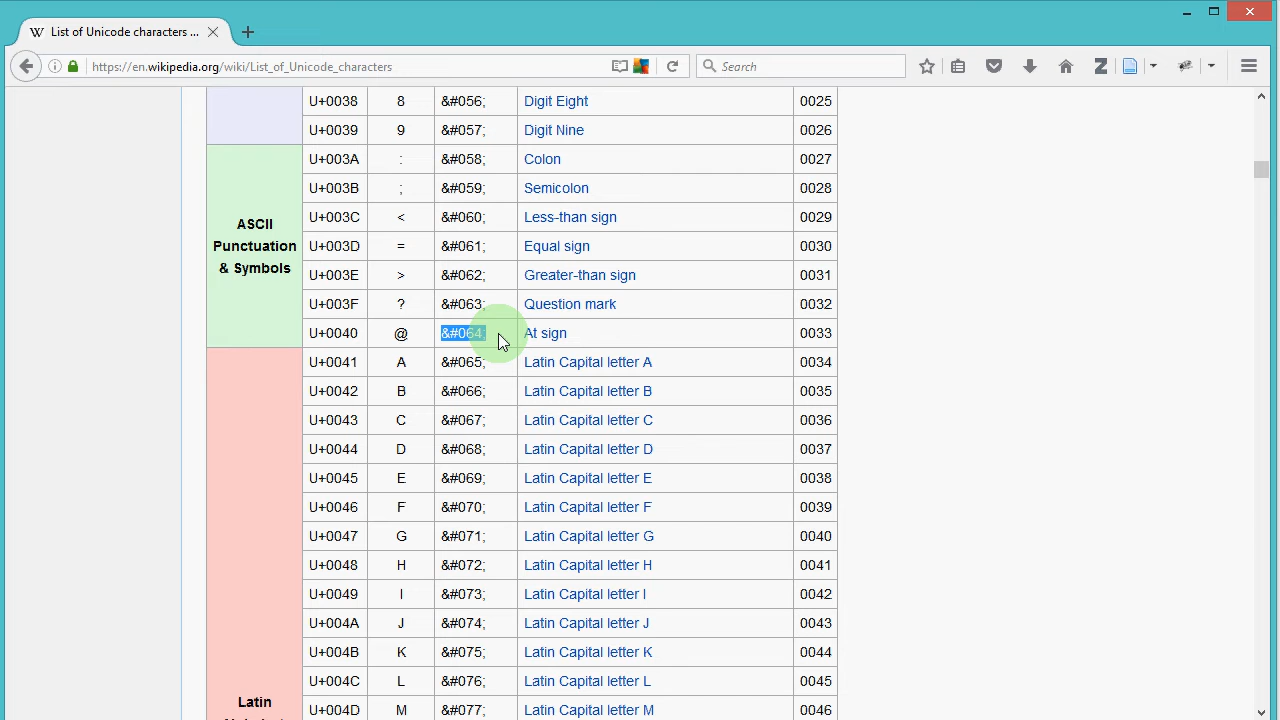 List of Unicode characters ...
https://en.wikipedia.org/wiki/List_of_Unicode_characters
Search
U+0038 8 &#056; Digit Eight 0025
U+0039 9 &#057; Digit Nine 0026
ASCII
Punctuation
& Symbols
U+003A : &#058; Colon 0027
U+003B ; &#059; Semicolon 0028
U+003C < &#060; Less-than sign 0029
U+003D = &#061; Equal sign 0030
U+003E > &#062; Greater-than sign 0031
U+003F ? &#063; Question mark 0032
U+0040 @ &#064; At sign 0033
U+0041 A &#065; Latin Capital letter A 0034
U+0042 B &#066; Latin Capital letter B 0035
U+0043 C &#067; Latin Capital letter C 0036
U+0044 D &#068; Latin Capital letter D 0037
U+0045 E &#069; Latin Capital letter E 0038
U+0046 F &#070; Latin Capital letter F 0039
U+0047 G &#071; Latin Capital letter G 0040
U+0048 H &#072; Latin Capital letter H 0041
U+0049 I &#073; Latin Capital letter I 0042
U+004A J &#074; Latin Capital letter J 0043
U+004B K &#075; Latin Capital letter K 0044
U+004C L &#076; Latin Capital letter L 0045
Latin
U+004D M &#077; Latin Capital letter M 0046